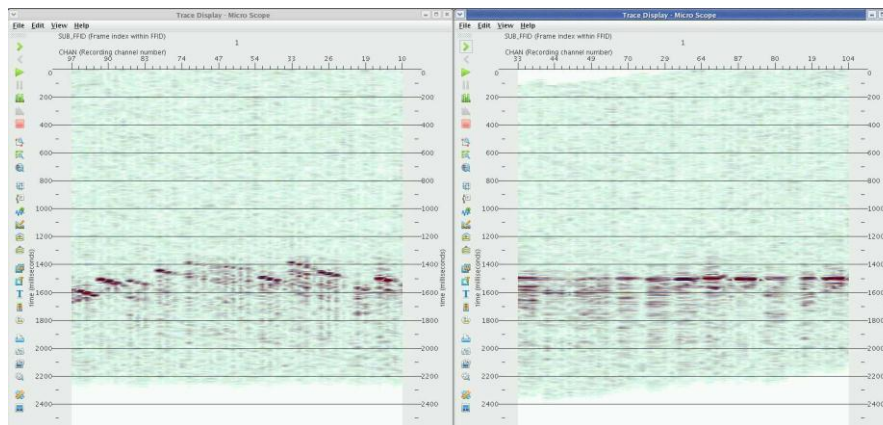 Trace Display - Micro Scope
File Edit View Help
SUB_FFID (Frame index within FFID)
1
CHAN (Recording channel number)
97 90 83 74 67 54 41 33 26 19 10
0 0
200 200
400 400
600 600
800 800
1000 1000
1200 1200
1400 1400
1600 1600
1800 1800
2000 2000
2200 2200
2400 2400
time (milliseconds)
Trace Display - Micro Scope
File Edit View Help
SUB_FFID (Frame index within FFID)
1
CHAN (Recording channel number)
33 44 49 55 70 27 64 87 90 19 104
0 0
200 200
400 400
600 600
800 800
1000 1000
1200 1200
1400 1400
1600 1600
1800 1800
2000 2000
2200 2200
2400 2400
time (milliseconds)